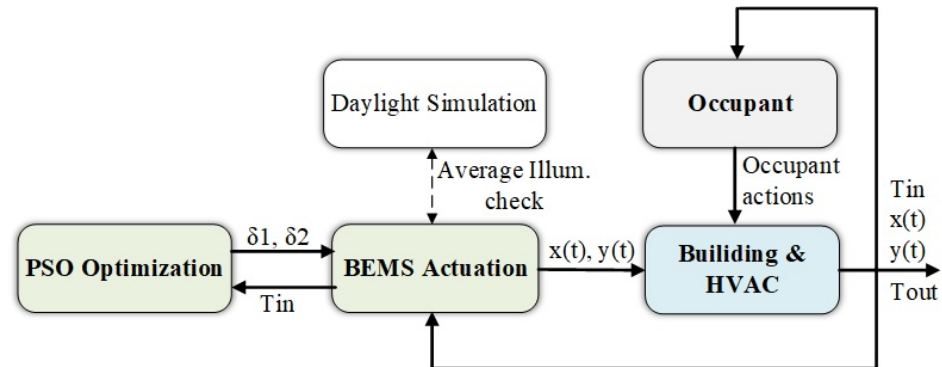 Daylight Simulation
Occupant
Average Illum.
check
Occupant
actions
Tin
x(t)
y(t)
Tout
PSO Optimization
δ1, δ2
Tin
BEMS Actuation
x(t), y(t)
Builiding &
HVAC